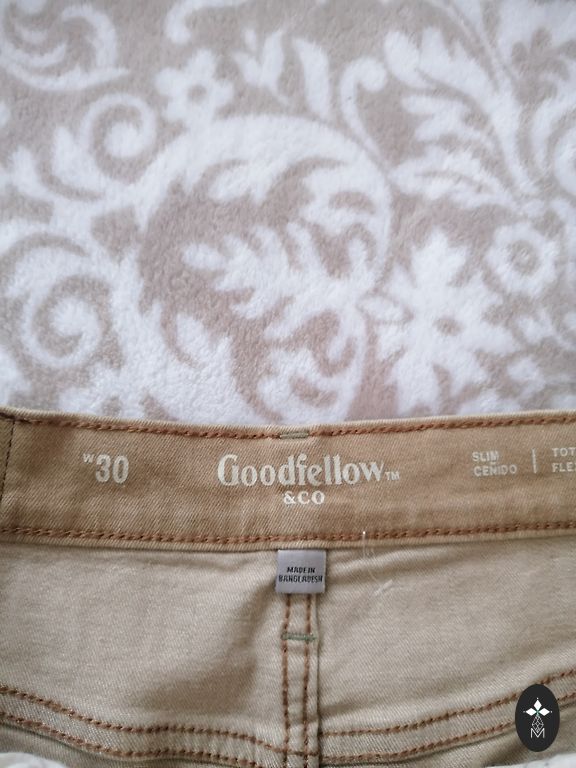 W30
Goodfellow™
&CO
SLIM
CEÑIDO
TOT
FLE
MADE IN
BANGLADESH
M